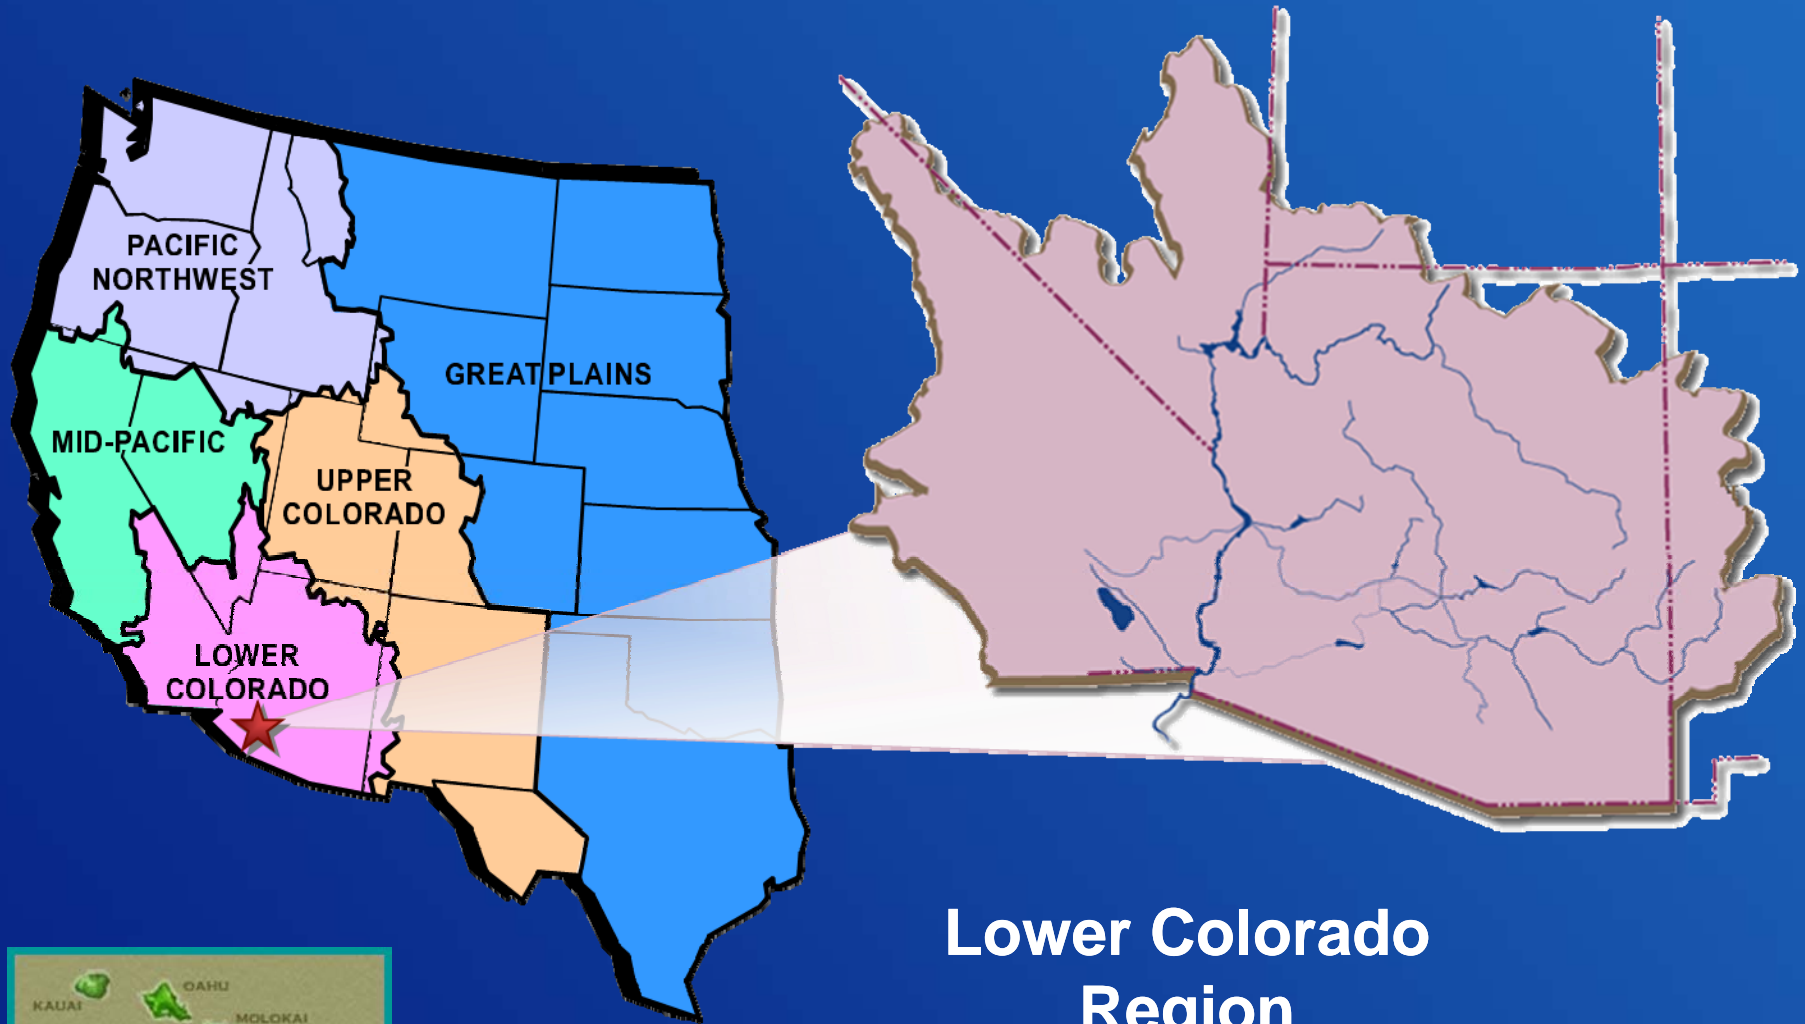 PACIFIC
NORTHWEST
GREAT PLAINS
MID-PACIFIC
UPPER
COLORADO
LOWER
COLORADO
Lower Colorado
Region
OAHU
KAUAI
MOLOKAI